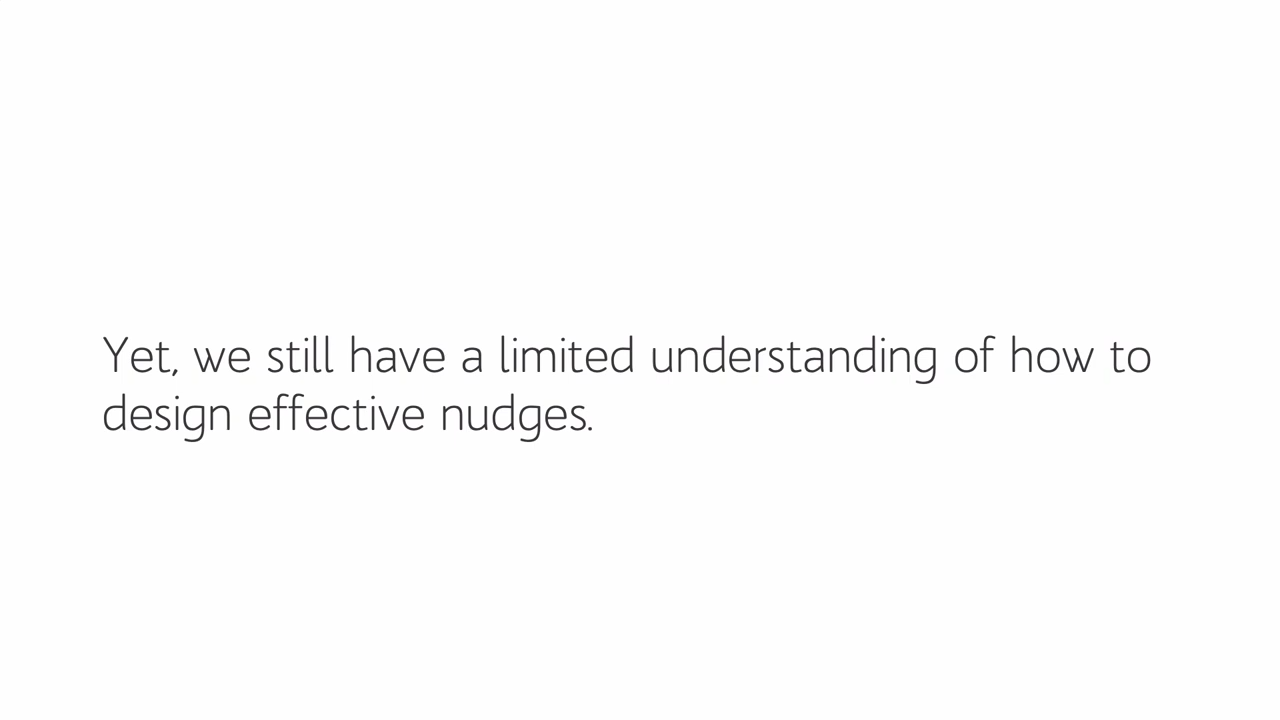 Yet, we still have a limited understanding of how to
design effective nudges.